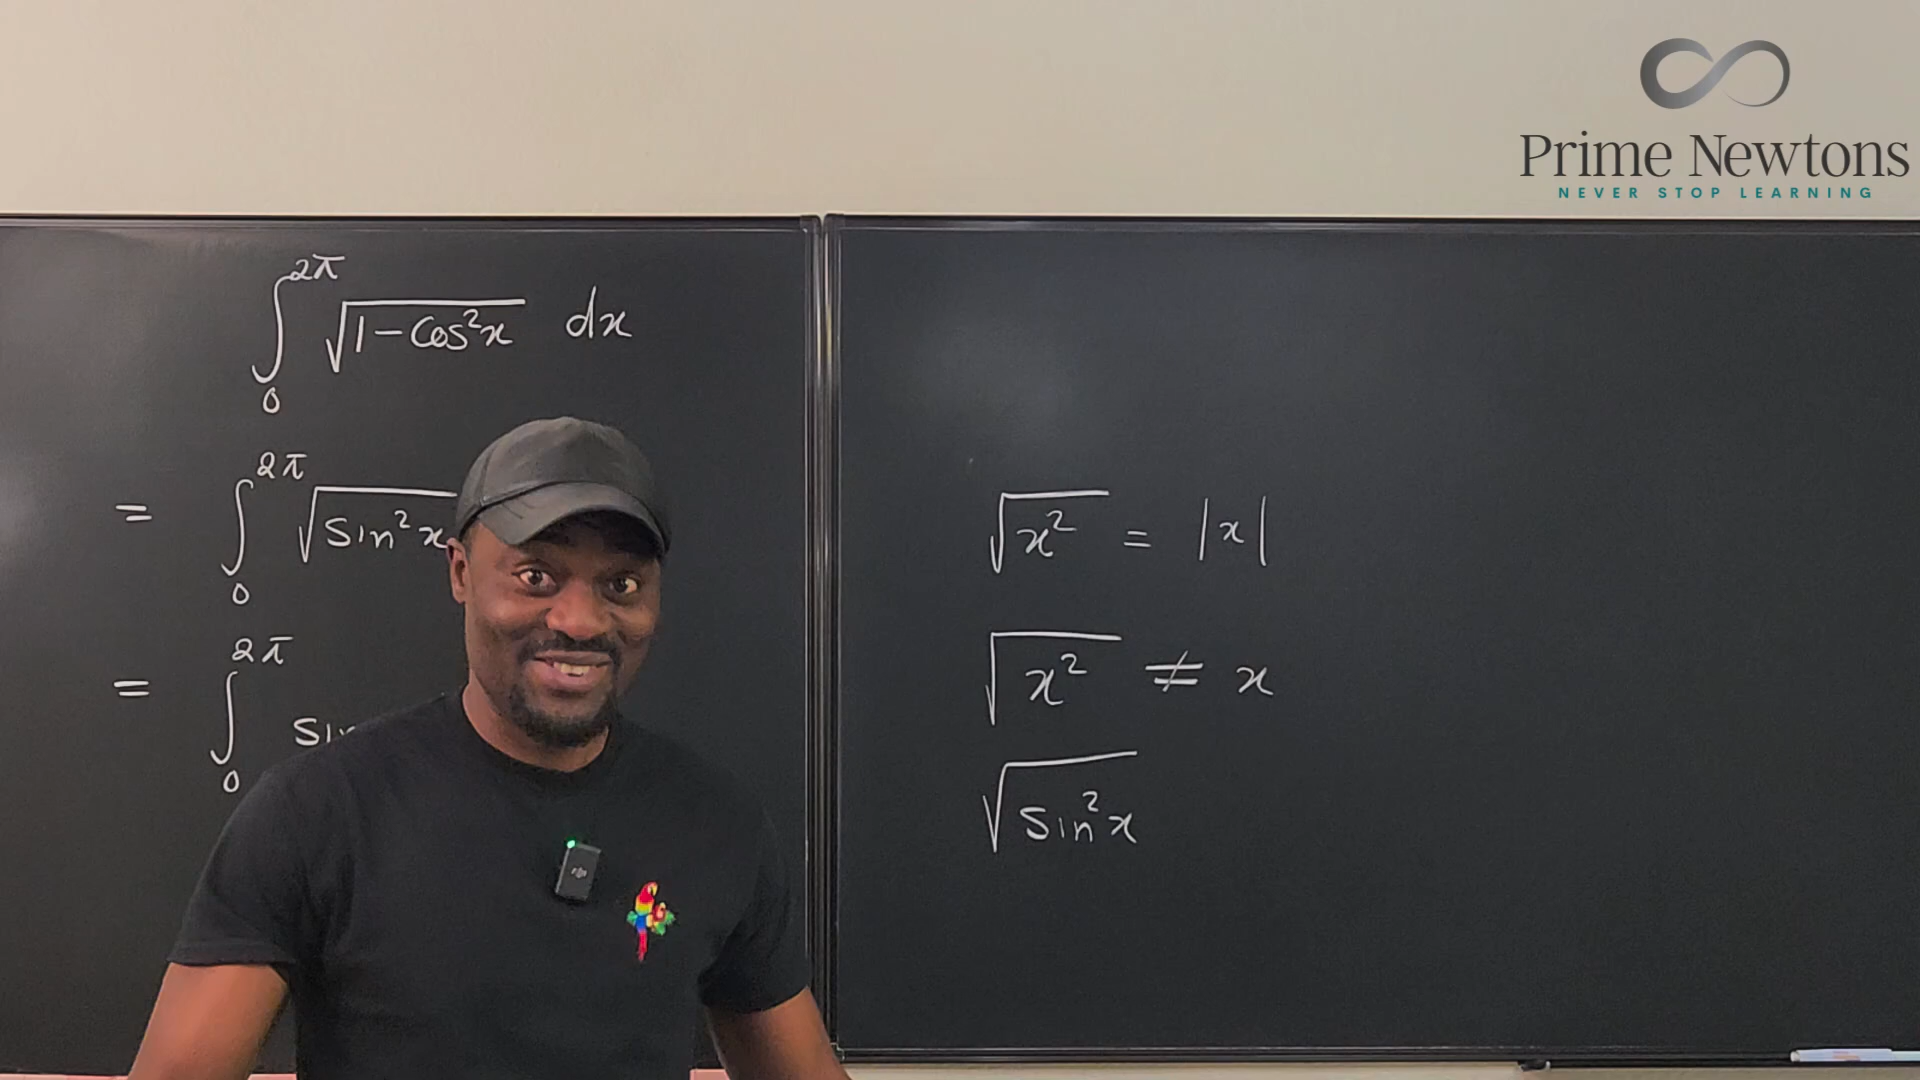 Prime Newtons
NEVER STOP LEARNING
∫₀^2π √(1-Cos²x) dx
= ∫₀^2π √(Sin²x
= ∫₀^2π
√(x²) = |x|
√(x²) ≠ x
√(Sin²x)